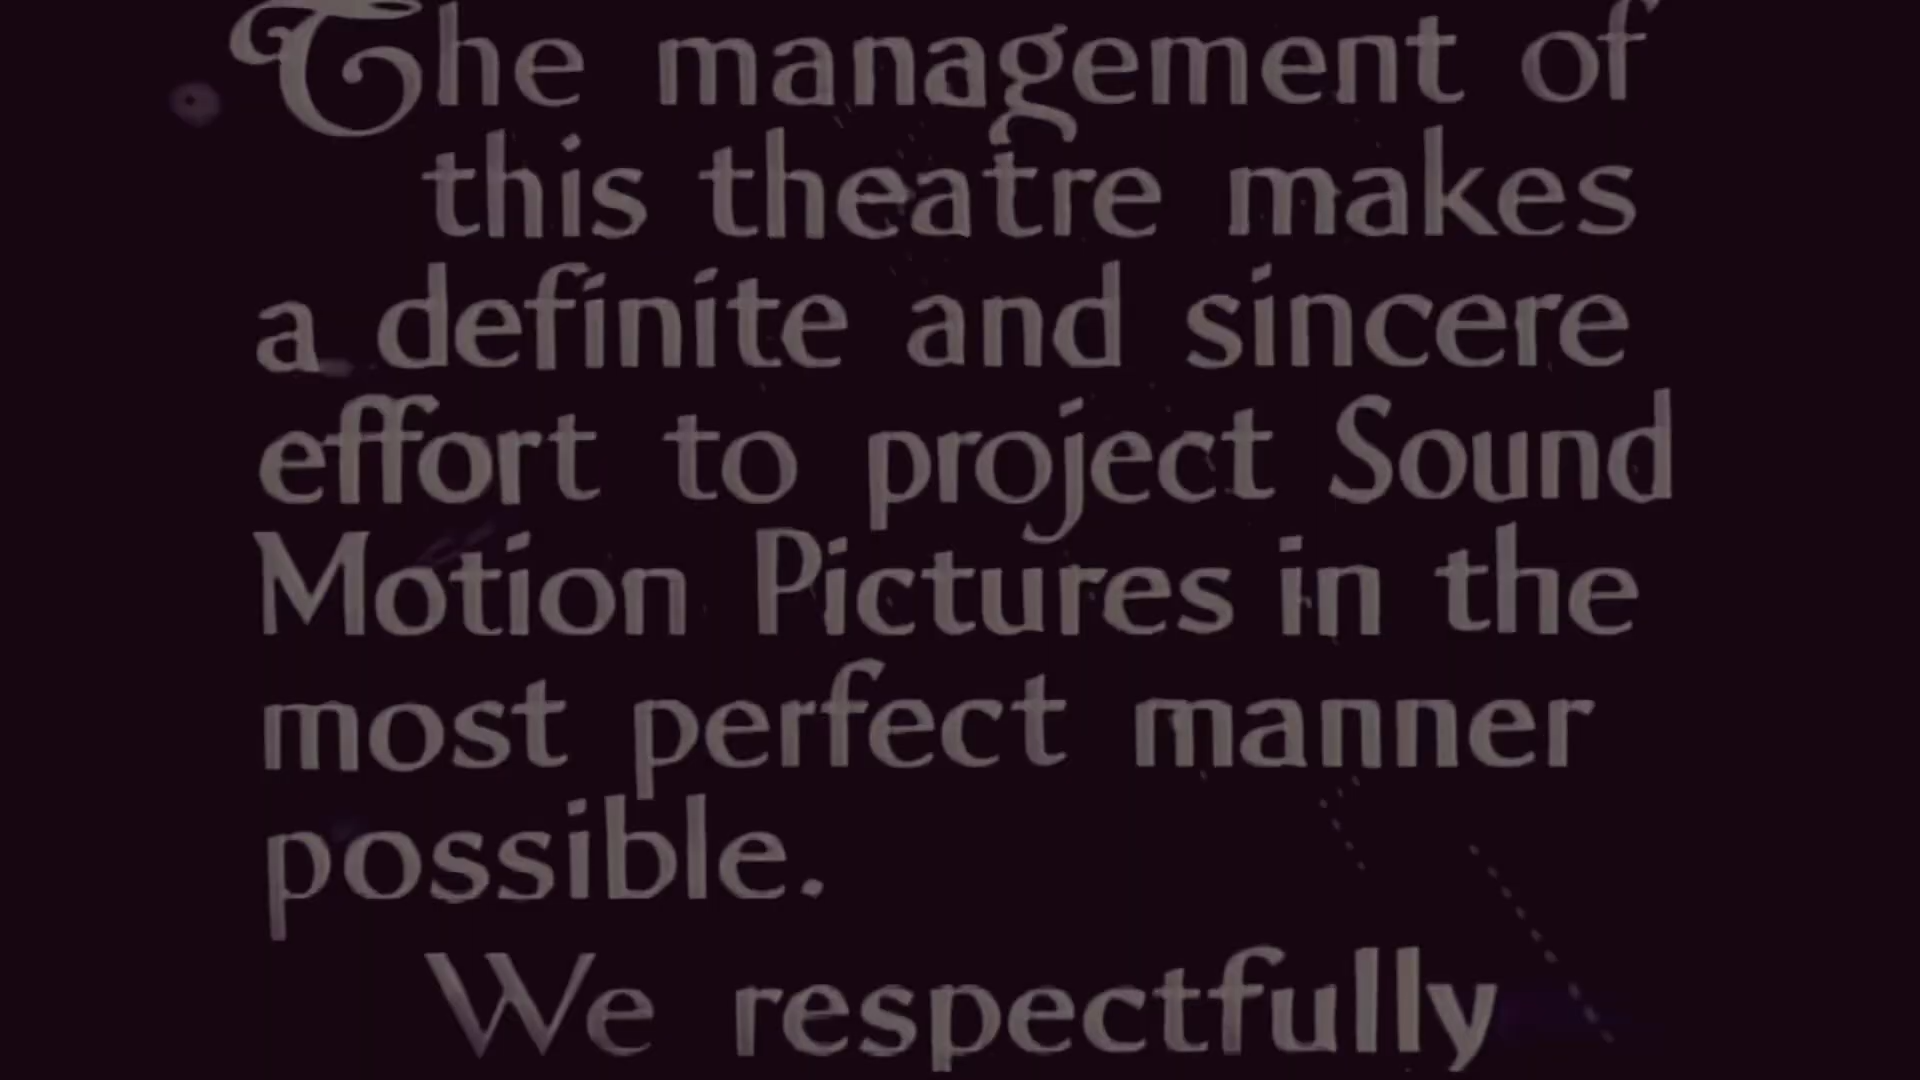 The management of
this theatre makes
a definite and sincere
effort to project Sound
Motion Pictures in the
most perfect manner
possible.
We respectfully